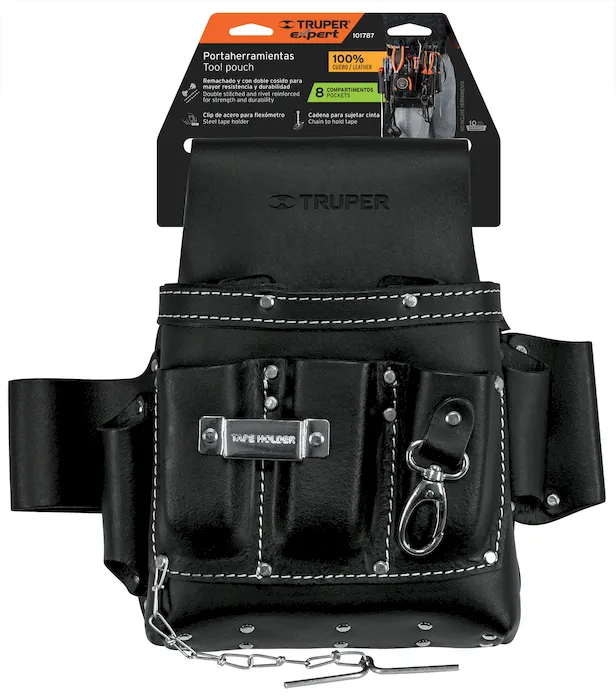 TRUPER®
expert
101787
Portaherramientas
Tool pouch
100%
CUERO / LEATHER
Remachado y con doble cosido para
mayor resistencia y durabilidad
Double stitched and rivet reinforced
for strength and durability
8 COMPARTIMENTOS
POCKETS
Clip de acero para flexómetro
Steel tape holder
Cadena para sujetar cinta
Chain to hold tape
10
TRUPER
TAPE HOLDER